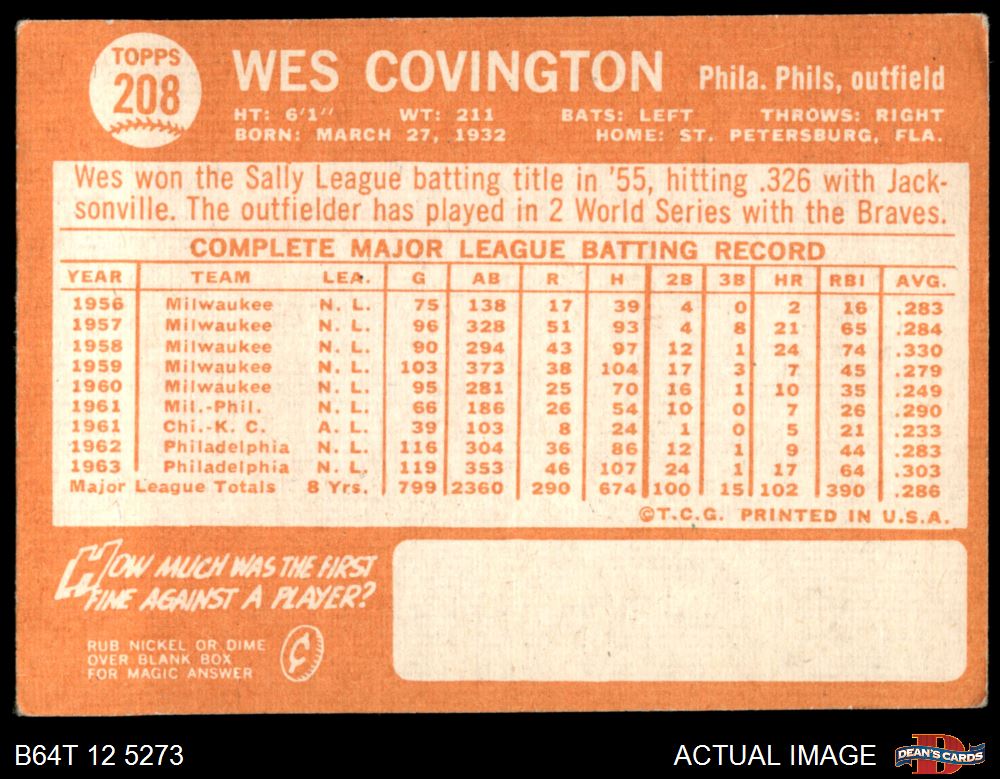 TOPPS
208
WES COVINGTON Phila. Phils, outfield
HT: 6'1" WT: 211 BATS: LEFT THROWS: RIGHT
BORN: MARCH 27, 1932 HOME: ST. PETERSBURG, FLA.
Wes won the Sally League batting title in '55, hitting .326 with Jack-
sonville. The outfielder has played in 2 World Series with the Braves.
COMPLETE MAJOR LEAGUE BATTING RECORD
YEAR TEAM LEA. G AB R H 2B 3B HR RBI AVG.
1956 Milwaukee N. L. 75 138 17 39 4 0 2 16 .283
1957 Milwaukee N. L. 96 328 51 93 4 8 21 65 .284
1958 Milwaukee N. L. 90 294 43 97 12 1 24 74 .330
1959 Milwaukee N. L. 103 373 38 104 17 3 7 45 .279
1960 Milwaukee N. L. 95 281 25 70 16 1 10 35 .249
1961 Mil.-Phil. N. L. 66 186 26 54 10 0 7 26 .290
1961 Chi.-K. C. A. L. 39 103 8 24 1 0 5 21 .233
1962 Philadelphia N. L. 116 304 36 86 12 1 9 44 .283
1963 Philadelphia N. L. 119 353 46 107 24 1 17 64 .303
Major League Totals 8 Yrs. 799 2360 290 674 100 15 102 390 .286
©T.C.G. PRINTED IN U.S.A.
HOW MUCH WAS THE FIRST
FINE AGAINST A PLAYER?
RUB NICKEL OR DIME
OVER BLANK BOX
FOR MAGIC ANSWER
¢
B64T 12 5273 ACTUAL IMAGE DEAN'S CARDS